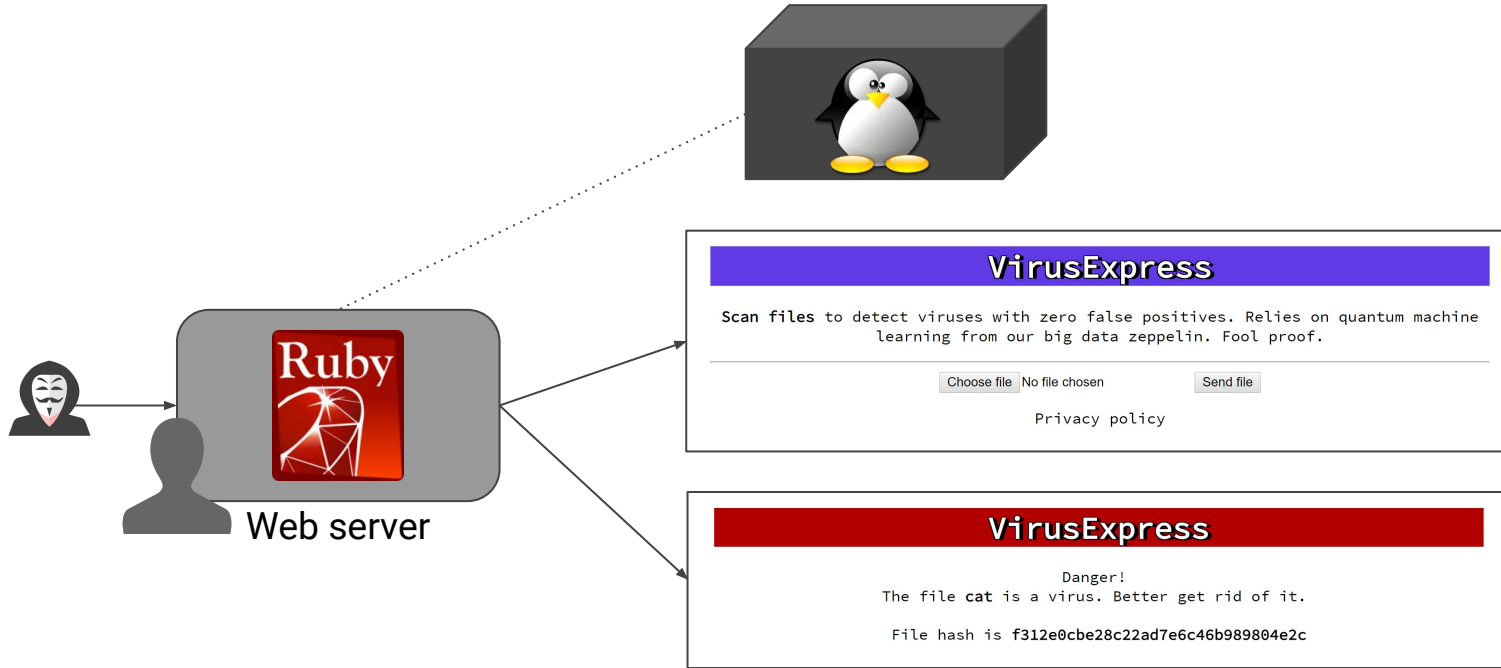 Ruby
Web server
VirusExpress
Scan files to detect viruses with zero false positives. Relies on quantum machine
learning from our big data zeppelin. Fool proof.
Choose file No file chosen Send file
Privacy policy
VirusExpress
Danger!
The file cat is a virus. Better get rid of it.
File hash is f312e0cbe28c22ad7e6c46b989804e2c